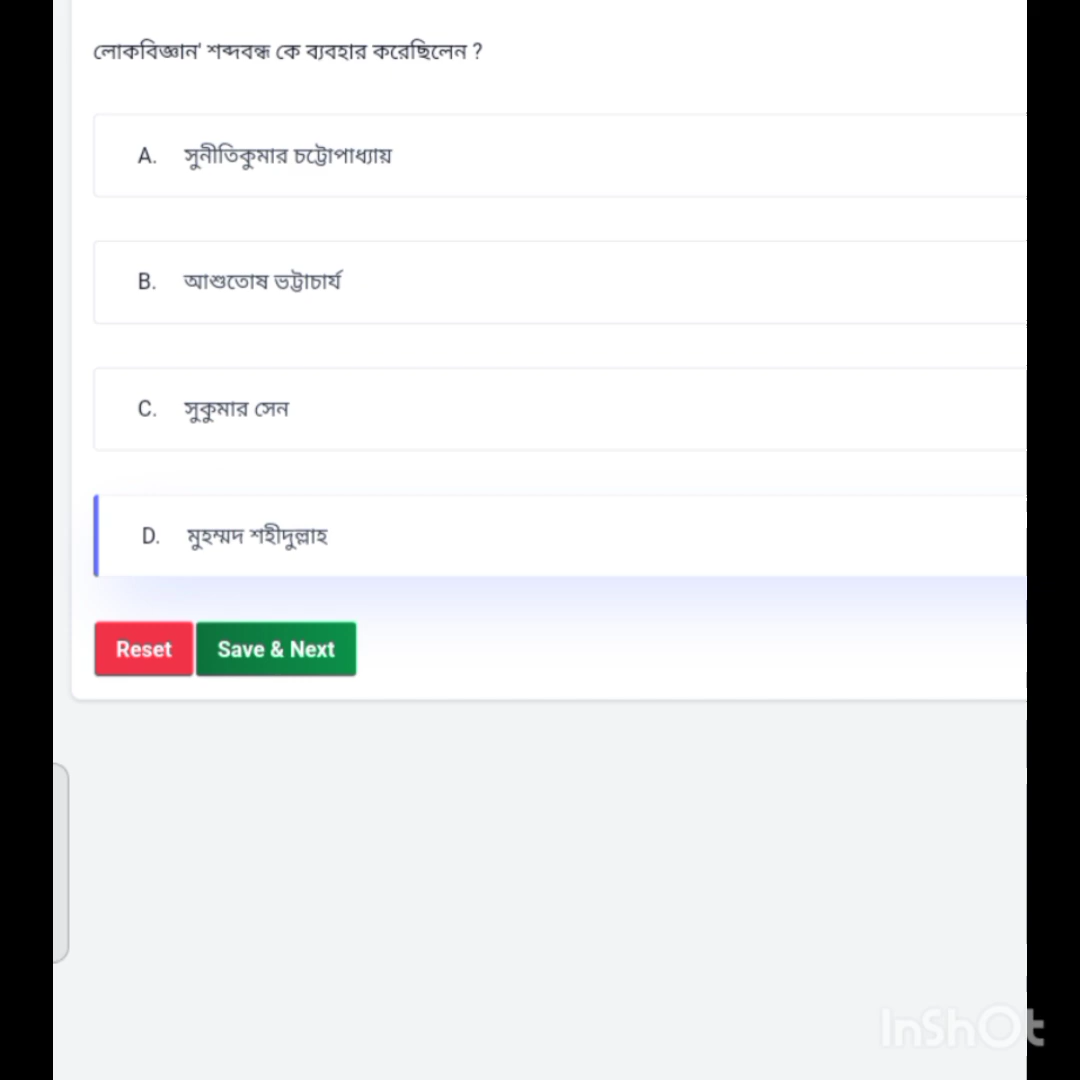 লোকবিজ্ঞান' শব্দবন্ধ কে ব্যবহার করেছিলেন ?
A. সুনীতিকুমার চট্টোপাধ্যায়
B. আশুতোষ ভট্টাচার্য
C. সুকুমার সেন
D. মুহম্মদ শহীদুল্লাহ
Reset Save & Next
InShOt